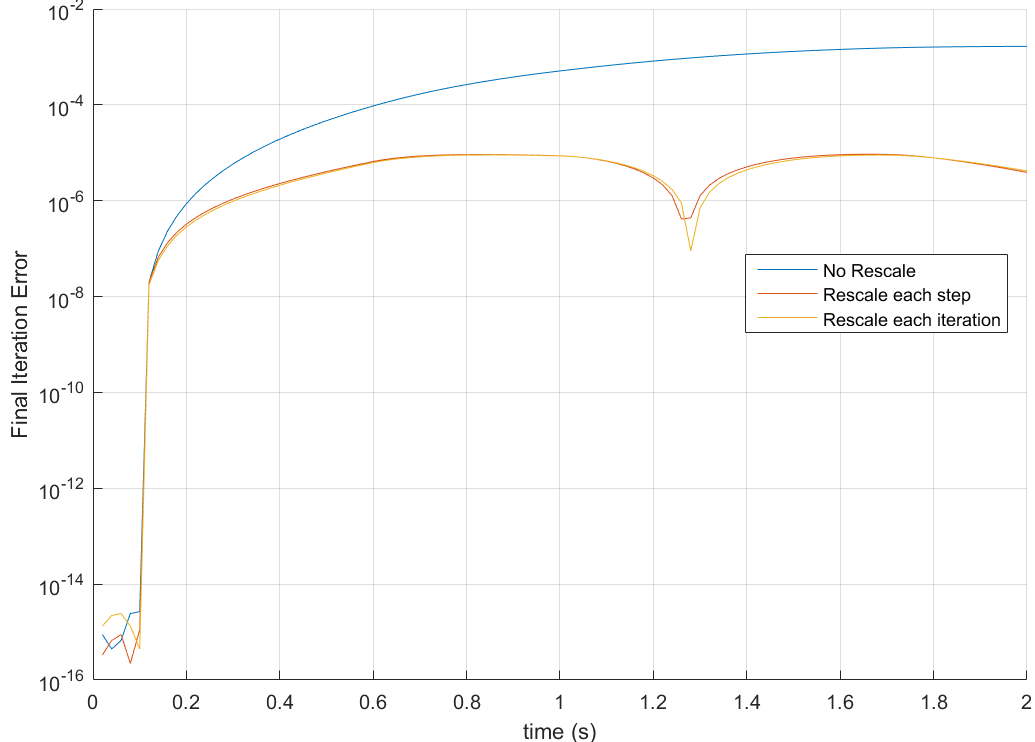 10-2
10-4
10-6
10-8
10-10
10-12
10-14
10-16
Final Iteration Error
No Rescale
Rescale each step
Rescale each iteration
0 0.2 0.4 0.6 0.8 1 1.2 1.4 1.6 1.8 2
time (s)